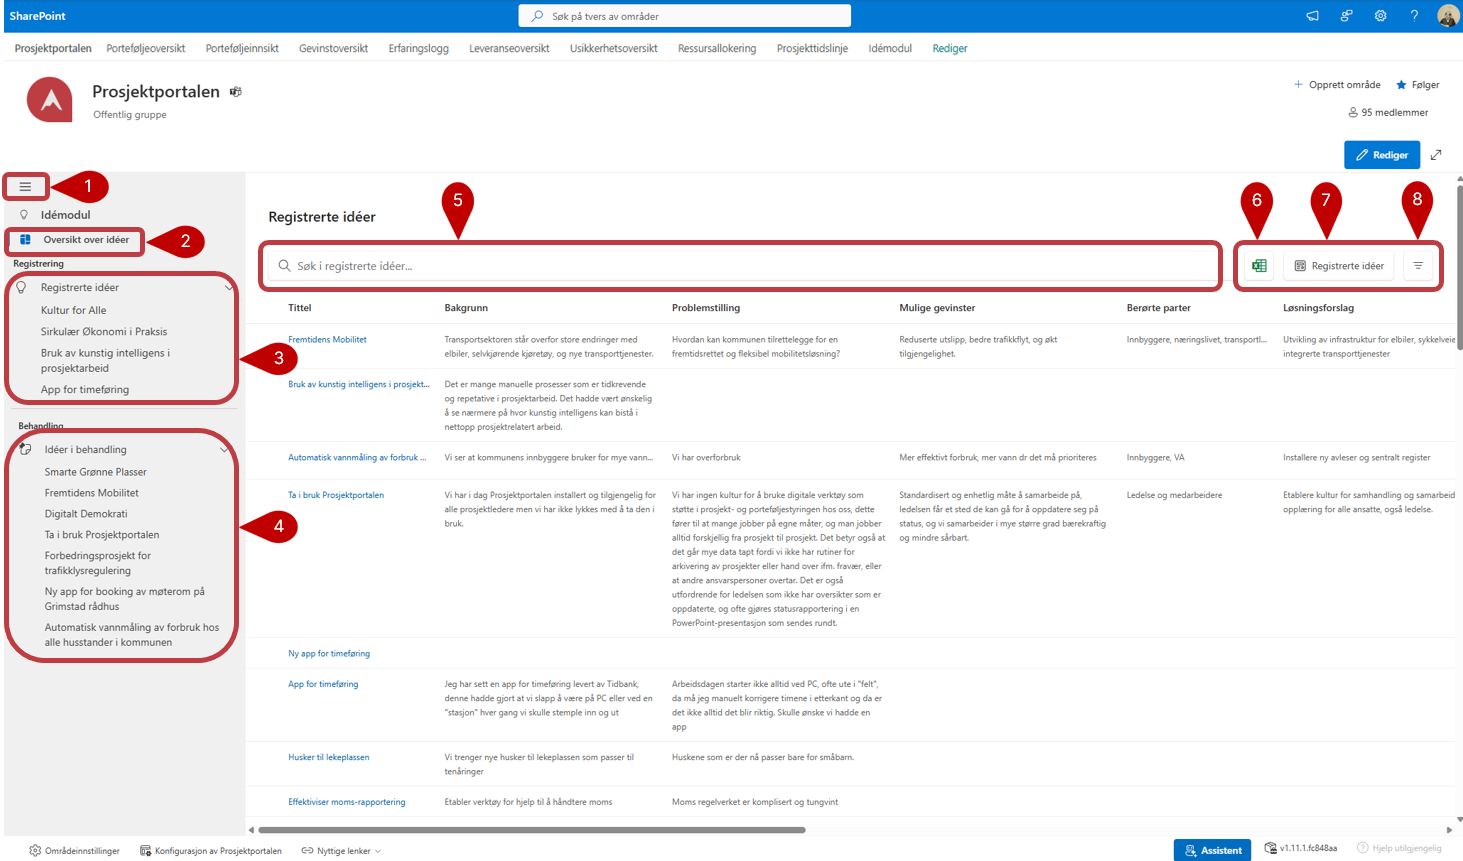 SharePoint
Søk på tvers av områder
Prosjektportalen Porteføljeoversikt Porteføljeinnsikt Gevinstoversikt Erfaringslogg Leveranseoversikt Usikkerhetsoversikt Ressursallokering Prosjekttidslinje Idémodul Rediger
Prosjektportalen
Offentlig gruppe
Opprett område Følger
95 medlemmer
Rediger
1
Idémodul
Oversikt over idéer
2
Registrering
Registrerte idéer
Kultur for Alle
Sirkulær Økonomi i Praksis
Bruk av kunstig intelligens i
prosjektarbeid
App for timeføring
3
Behandling
Idéer i behandling
Smarte Grønne Plasser
Fremtidens Mobilitet
Digitalt Demokrati
Ta i bruk Prosjektportalen
Forbedringsprosjekt for
trafikklysregulering
Ny app for booking av møterom på
Grimstad rådhus
Automatisk vannmåling av forbruk hos
alle husstander i kommunen
4
Registrerte idéer
5
6
7
8
Søk i registrerte idéer...
Registrerte idéer
Tittel Bakgrunn Problemstilling Mulige gevinster Berørte parter Løsningsforslag
Fremtidens Mobilitet
Transportsektoren står overfor store endringer med
elbiler, selvkjørende kjøretøy, og nye transporttjenester.
Hvordan kan kommunen tilrettelegge for en
fremtidsrettet og fleksibel mobilitetsløsning?
Reduserte utslipp, bedre trafikkflyt, og økt
tilgjengelighet.
Innbyggere, næringslivet, transportl...
Utvikling av infrastruktur for elbiler, sykkelveie
integrerte transporttjenester
Bruk av kunstig intelligens i prosjekt...
Det er mange manuelle prosesser som er tidkrevende
og repetative i prosjektarbeid. Det hadde vært ønskelig
å se nærmere på hvor kunstig intelligens kan bistå i
nettopp prosjektrelatert arbeid.
Automatisk vannmåling av forbruk ...
Vi ser at kommunens innbyggere bruker for mye vann...
Vi har overforbruk
Mer effektivt forbruk, mer vann dr det må prioriteres
Innbyggere, VA
Installere ny avleser og sentralt register
Ta i bruk Prosjektportalen
Vi har i dag Prosjektportalen installert og tilgjengelig for
alle prosjektledere men vi har ikke lykkes med å ta den i
bruk.
Vi har ingen kultur for å bruke digitale verktøy som
støtte i prosjekt- og porteføljestyringen hos oss, dette
fører til at mange jobber på egne måter, og man jobber
alltid forskjellig fra prosjekt til prosjekt. Det betyr også at
det går mye data tapt fordi vi ikke har rutiner for
arkivering av prosjekter eller hand over ifm. fravær, eller
at andre ansvarspersoner overtar. Det er også
utfordrende for ledelsen som ikke har oversikter som er
oppdaterte, og ofte gjøres statusrapportering i en
PowerPoint-presentasjon som sendes rundt.
Standardisert og enhetlig måte å samarbeide på,
ledelsen får et sted de kan gå for å oppdatere seg på
status, og vi samarbeider i mye større grad bærekraftig
og mindre sårbart.
Ledelse og medarbeidere
Etablere kultur for samhandling og samarbeid
opplæring for alle ansatte, også ledelse.
Ny app for timeføring
App for timeføring
Jeg har sett en app for timeføring levert av Tidbank,
denne hadde gjort at vi slapp å være på PC eller ved en
"stasjon" hver gang vi skulle stemple inn og ut
Arbeidsdagen starter ikke alltid ved PC, ofte ute i "felt",
da må jeg manuelt korrigere timene i etterkant og da er
det ikke alltid det blir riktig. Skulle ønske vi hadde en
app
Husker til lekeplassen
Vi trenger nye husker til lekeplassen som passer til
tenåringer
Huskene som er der nå passer bare for småbarn.
Effektiviser moms-rapportering
Etabler verktøy for hjelp til å håndtere moms
Moms regelverket er komplisert og tungvint
Områdeinnstillinger Konfigurasjon av Prosjektportalen Nyttige lenker
Assistent v1.11.1.fc848aa Hjelp utilgjengelig